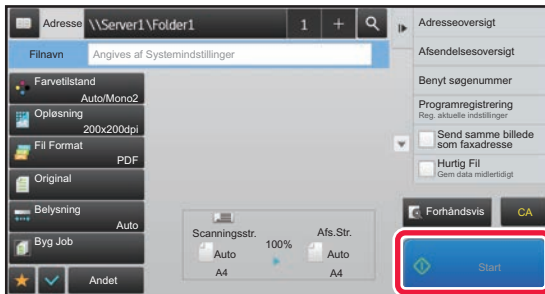 Adresse
\\Server1\Folder1
1
+
Filnavn
Angives af Systemindstillinger
Farvetilstand
Auto/Mono2
Opløsning
200x200dpi
Fil Format
PDF
Original
Belysning
Auto
Byg Job
Andet
Scanningsstr.
Auto
A4
100%
Afs.Str.
Auto
A4
Adresseoversigt
Afsendelsesoversigt
Benyt søgenummer
Programregistrering
Reg. aktuelle indstillinger
Send samme billede
som faxadresse
Hurtig Fil
Gem data midlertidigt
Forhåndsvis
CA
Start